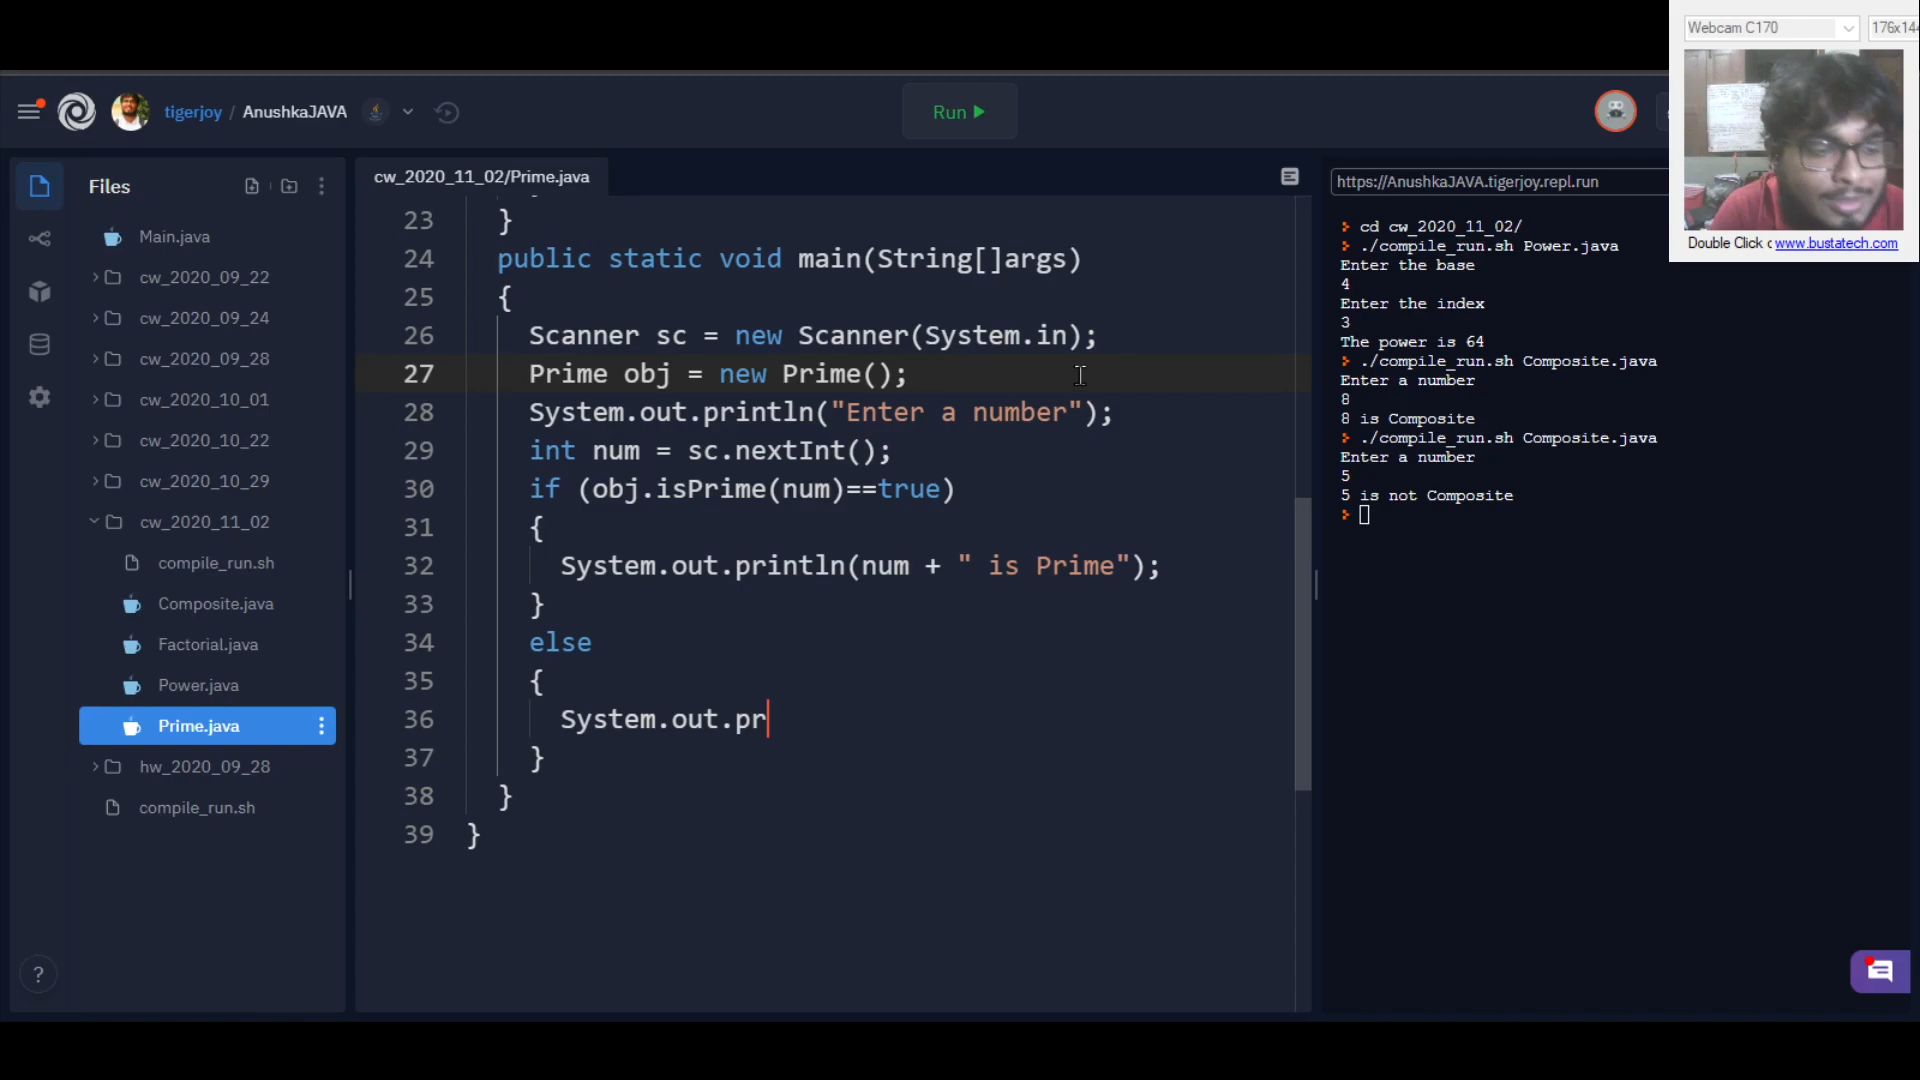 Webcam C170
176x14
Double Click
www.bustatech.com
tigerjoy / AnushkaJAVA
Run
Files
Main.java
cw_2020_09_22
cw_2020_09_24
cw_2020_09_28
cw_2020_10_01
cw_2020_10_22
cw_2020_10_29
cw_2020_11_02
compile_run.sh
Composite.java
Factorial.java
Power.java
Prime.java
hw_2020_09_28
compile_run.sh
?
cw_2020_11_02/Prime.java
23 }
24 public static void main(String[]args)
25 {
26 Scanner sc = new Scanner(System.in);
27 Prime obj = new Prime();
28 System.out.println("Enter a number");
29 int num = sc.nextInt();
30 if (obj.isPrime(num)==true)
31 {
32 System.out.println(num + " is Prime");
33 }
34 else
35 {
36 System.out.pr
37 }
38 }
39 }
https://AnushkaJAVA.tigerjoy.repl.run
cd cw_2020_11_02/
./compile_run.sh Power.java
Enter the base
4
Enter the index
3
The power is 64
./compile_run.sh Composite.java
Enter a number
8
8 is Composite
./compile_run.sh Composite.java
Enter a number
5
5 is not Composite